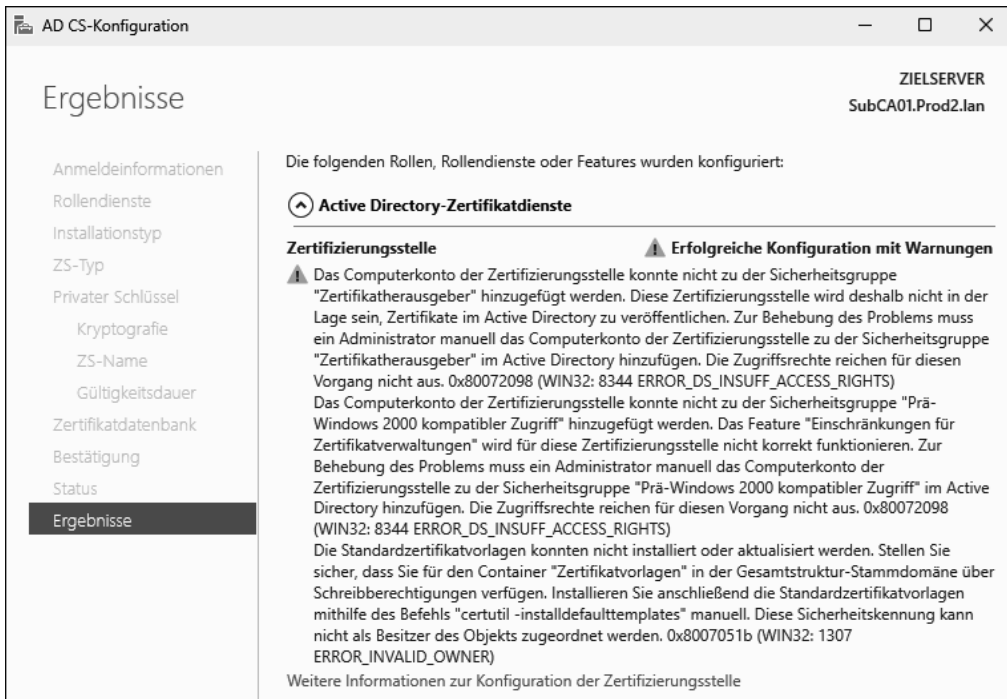 AD CS-Konfiguration
Ergebnisse
ZIELSERVER
SubCA01.Prod2.lan
Anmeldeinformationen
Rollendienste
Installationstyp
ZS-Typ
Privater Schlüssel
Kryptografie
ZS-Name
Gültigkeitsdauer
Zertifikatdatenbank
Bestätigung
Status
Ergebnisse
Die folgenden Rollen, Rollendienste oder Features wurden konfiguriert:
Active Directory-Zertifikatdienste
Zertifizierungsstelle Erfolgreiche Konfiguration mit Warnungen
Das Computerkonto der Zertifizierungsstelle konnte nicht zu der Sicherheitsgruppe
"Zertifikatherausgeber" hinzugefügt werden. Diese Zertifizierungsstelle wird deshalb nicht in der
Lage sein, Zertifikate im Active Directory zu veröffentlichen. Zur Behebung des Problems muss
ein Administrator manuell das Computerkonto der Zertifizierungsstelle zu der Sicherheitsgruppe
"Zertifikatherausgeber" im Active Directory hinzufügen. Die Zugriffsrechte reichen für diesen
Vorgang nicht aus. 0x80072098 (WIN32: 8344 ERROR_DS_INSUFF_ACCESS_RIGHTS)
Das Computerkonto der Zertifizierungsstelle konnte nicht zu der Sicherheitsgruppe "Prä-
Windows 2000 kompatibler Zugriff" hinzugefügt werden. Das Feature "Einschränkungen für
Zertifikatverwaltungen" wird für diese Zertifizierungsstelle nicht korrekt funktionieren. Zur
Behebung des Problems muss ein Administrator manuell das Computerkonto der
Zertifizierungsstelle zu der Sicherheitsgruppe "Prä-Windows 2000 kompatibler Zugriff" im Active
Directory hinzufügen. Die Zugriffsrechte reichen für diesen Vorgang nicht aus. 0x80072098
(WIN32: 8344 ERROR_DS_INSUFF_ACCESS_RIGHTS)
Die Standardzertifikatvorlagen konnten nicht installiert oder aktualisiert werden. Stellen Sie
sicher, dass Sie für den Container "Zertifikatvorlagen" in der Gesamtstruktur-Stammdomäne über
Schreibberechtigungen verfügen. Installieren Sie anschließend die Standardzertifikatvorlagen
mithilfe des Befehls "certutil -installdefaulttemplates" manuell. Diese Sicherheitskennung kann
nicht als Besitzer des Objekts zugeordnet werden. 0x8007051b (WIN32: 1307
ERROR_INVALID_OWNER)
Weitere Informationen zur Konfiguration der Zertifizierungsstelle